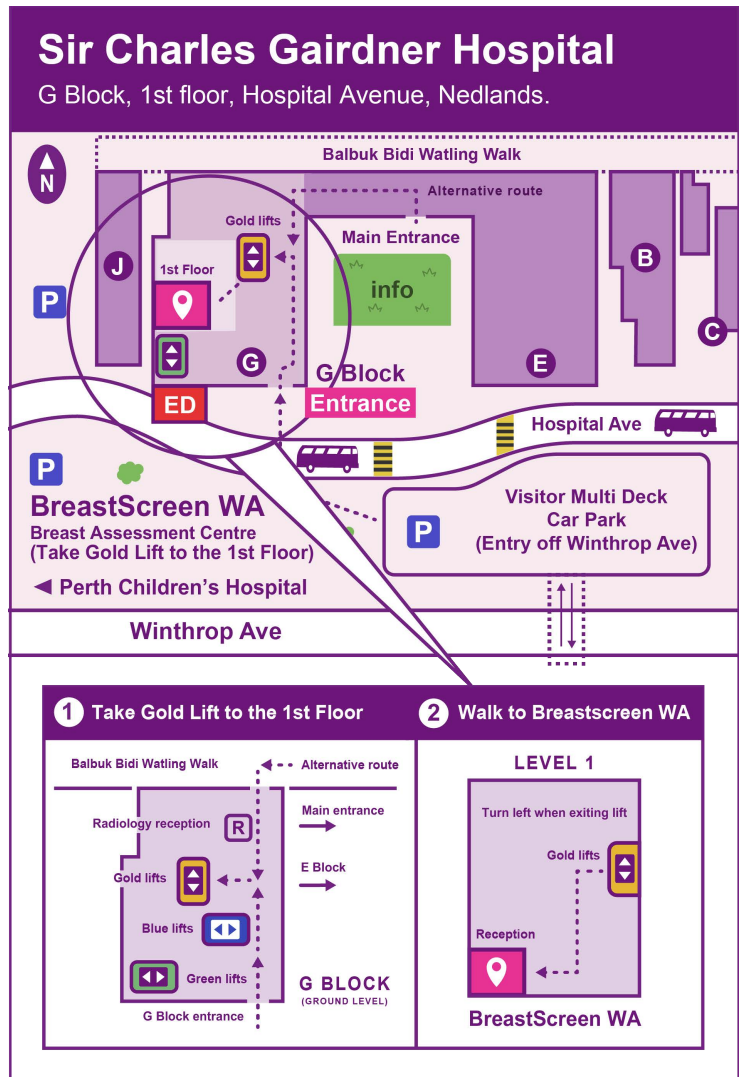 Sir Charles Gairdner Hospital
G Block, 1st floor, Hospital Avenue, Nedlands.
Balbuk Bidi Watling Walk
N
Alternative route
Gold lifts
Main Entrance
J
1st Floor
B
P
info
C
G
E
G Block
ED
Entrance
Hospital Ave
P
BreastScreen WA
Breast Assessment Centre
(Take Gold Lift to the 1st Floor)
P
Visitor Multi Deck
Car Park
(Entry off Winthrop Ave)
Perth Children's Hospital
Winthrop Ave
1 Take Gold Lift to the 1st Floor
Balbuk Bidi Watling Walk
Alternative route
Radiology reception
R
Main entrance
Gold lifts
E Block
Blue lifts
Green lifts
G BLOCK
(GROUND LEVEL)
G Block entrance
2 Walk to Breastscreen WA
LEVEL 1
Turn left when exiting lift
Gold lifts
Reception
BreastScreen WA